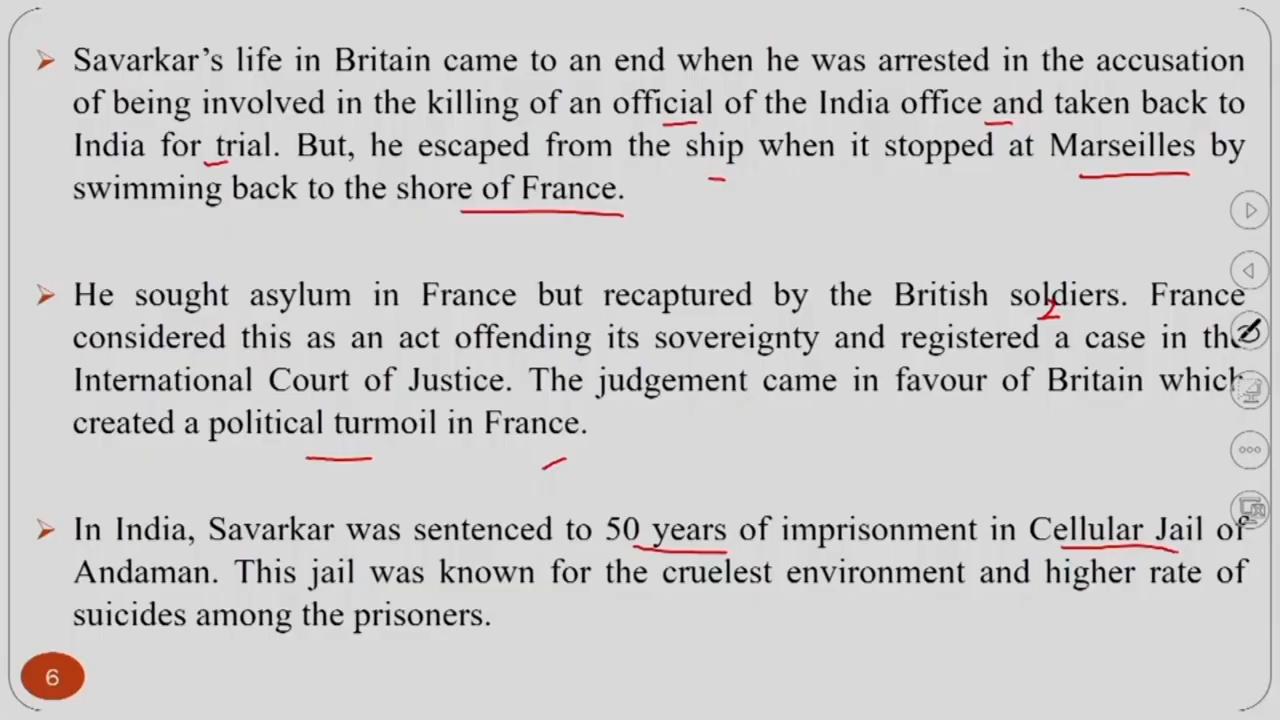 Savarkar’s life in Britain came to an end when he was arrested in the accusation
of being involved in the killing of an official of the India office and taken back to
India for trial. But, he escaped from the ship when it stopped at Marseilles by
swimming back to the shore of France.
He sought asylum in France but recaptured by the British soldiers. France
considered this as an act offending its sovereignty and registered a case in the
International Court of Justice. The judgement came in favour of Britain which
created a political turmoil in France.
In India, Savarkar was sentenced to 50 years of imprisonment in Cellular Jail of
Andaman. This jail was known for the cruelest environment and higher rate of
suicides among the prisoners.
6